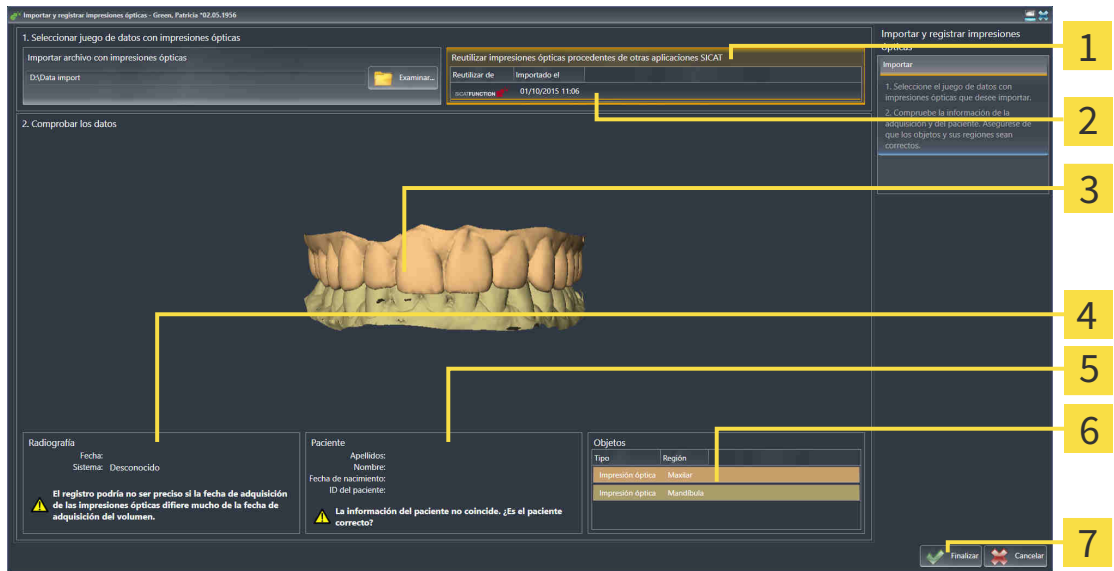 Importar y registrar impresiones ópticas - Green, Patricia *02.05.1956
1. Seleccionar juego de datos con impresiones ópticas
Importar archivo con impresiones ópticas
D:\Data import
Examinar...
Reutilizar impresiones ópticas procedentes de otras aplicaciones SICAT
Reutilizar de Importado el
SICAT FUNCTION 01/10/2015 11:06
Importar y registrar impresiones
ópticas
Importar
1. Seleccione el juego de datos con
impresiones ópticas que desee importar.
2. Compruebe la información de la
adquisición y del paciente. Asegúrese de
que los objetos y sus regiones sean
correctos.
2. Comprobar los datos
Radiografía
Fecha:
Sistema: Desconocido
El registro podría no ser preciso si la fecha de adquisición
de las impresiones ópticas difiere mucho de la fecha de
adquisición del volumen.
Paciente
Apellidos:
Nombre:
Fecha de nacimiento:
ID del paciente:
La información del paciente no coincide. ¿Es el paciente
correcto?
Objetos
Tipo Región
Impresión óptica Maxilar
Impresión óptica Mandíbula
Finalizar
Cancelar
1
2
3
4
5
6
7